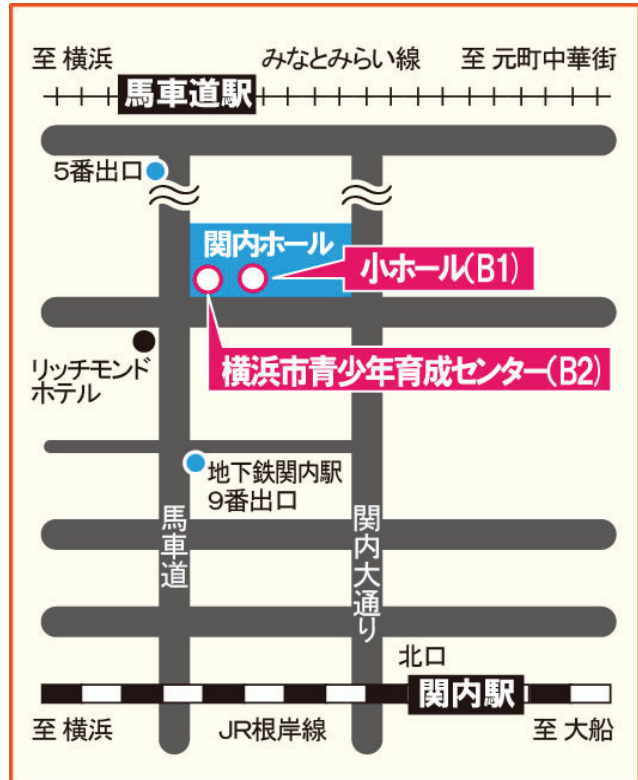 至 横浜
みなとみらい線
至 元町中華街
馬車道駅
5番出口
関内ホール
小ホール(B1)
横浜市青少年育成センター(B2)
リッチモンド
ホテル
地下鉄関内駅
9番出口
馬車道
関内大通り
北口
関内駅
至 横浜
JR根岸線
至 大船